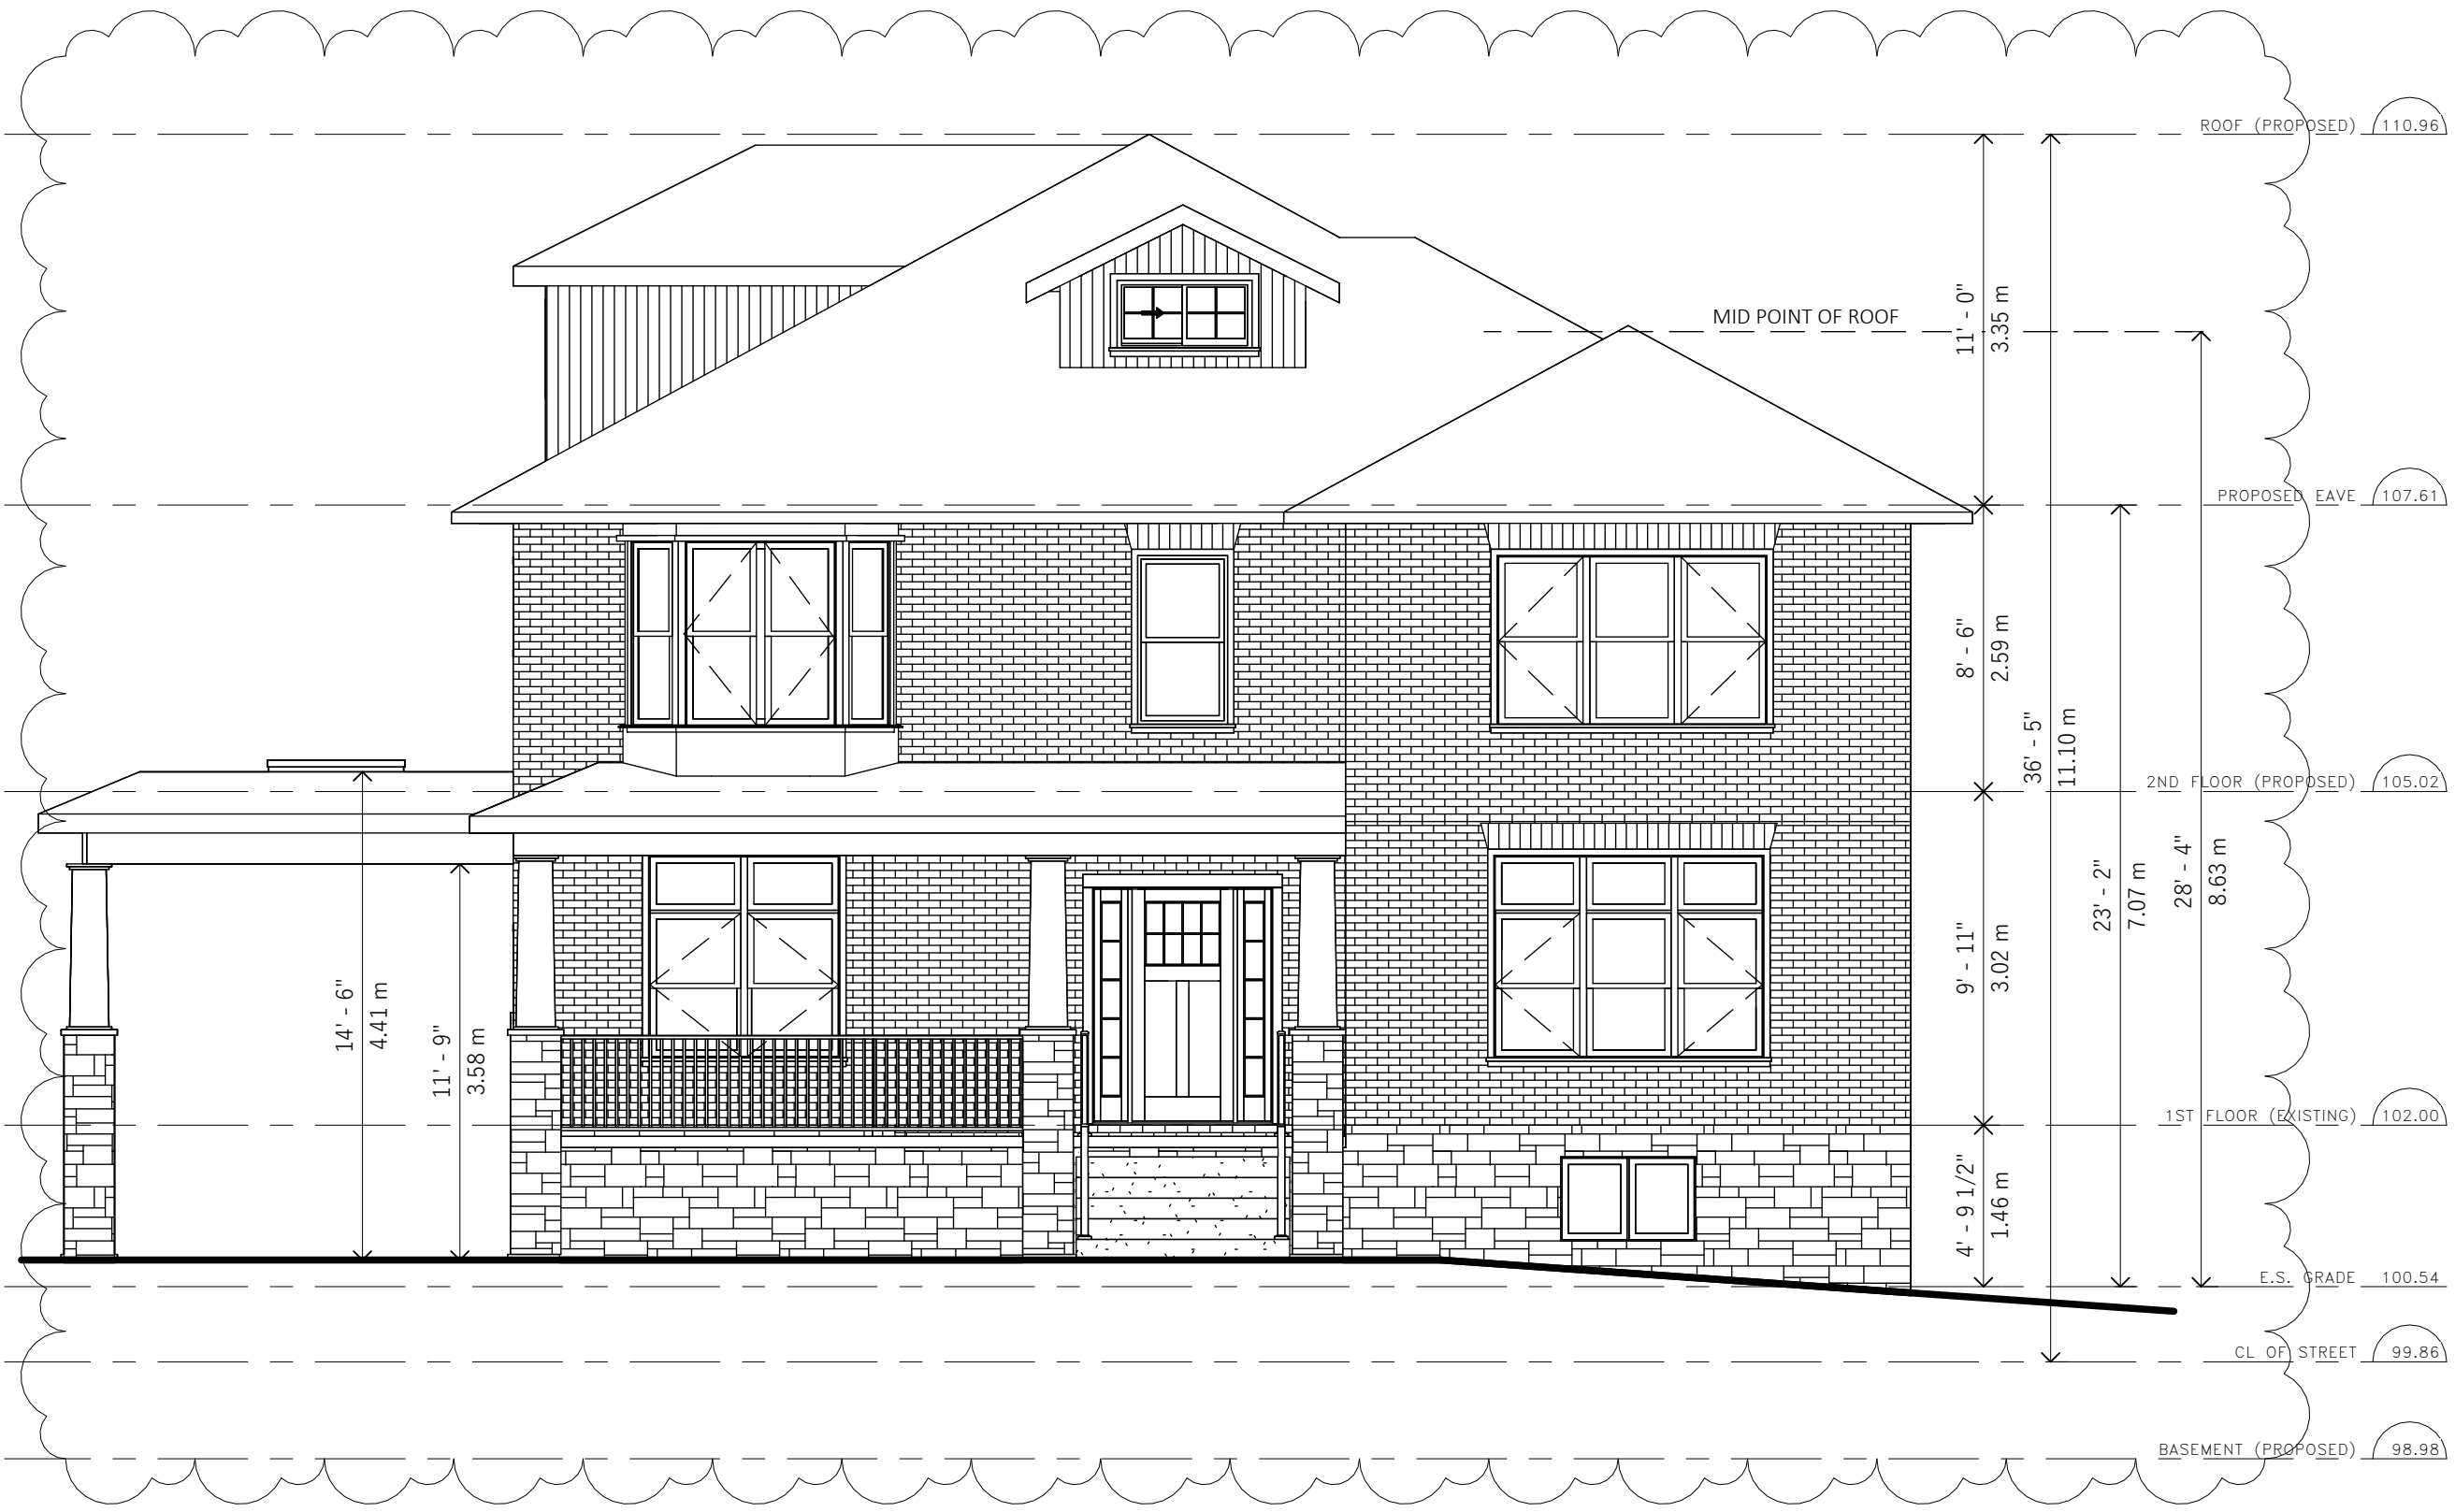 ROOF (PROPOSED) 110.96
MID POINT OF ROOF
11' - 0"
3.35 m
PROPOSED EAVE 107.61
8' - 6"
2.59 m
36' - 5"
11.10 m
2ND FLOOR (PROPOSED) 105.02
23' - 2"
7.07 m
28' - 4"
8.63 m
9' - 11"
3.02 m
14' - 6"
4.41 m
11' - 9"
3.58 m
1ST FLOOR (EXISTING) 102.00
4' - 9 1/2"
1.46 m
E.S. GRADE 100.54
CL OF STREET 99.86
BASEMENT (PROPOSED) 98.98